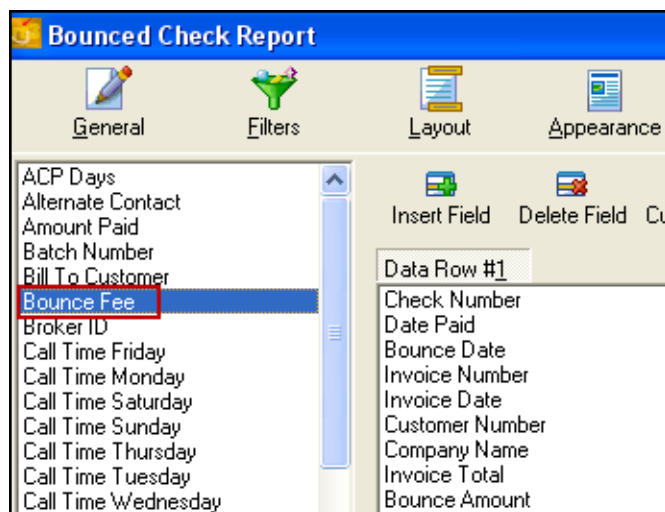 Bounced Check Report
General
Filters
Layout
Appearance
ACP Days
Alternate Contact
Amount Paid
Batch Number
Bill To Customer
Bounce Fee
Broker ID
Call Time Friday
Call Time Monday
Call Time Saturday
Call Time Sunday
Call Time Thursday
Call Time Tuesday
Call Time Wednesday
Insert Field
Delete Field
Cu
Data Row #1
Check Number
Date Paid
Bounce Date
Invoice Number
Invoice Date
Customer Number
Company Name
Invoice Total
Bounce Amount